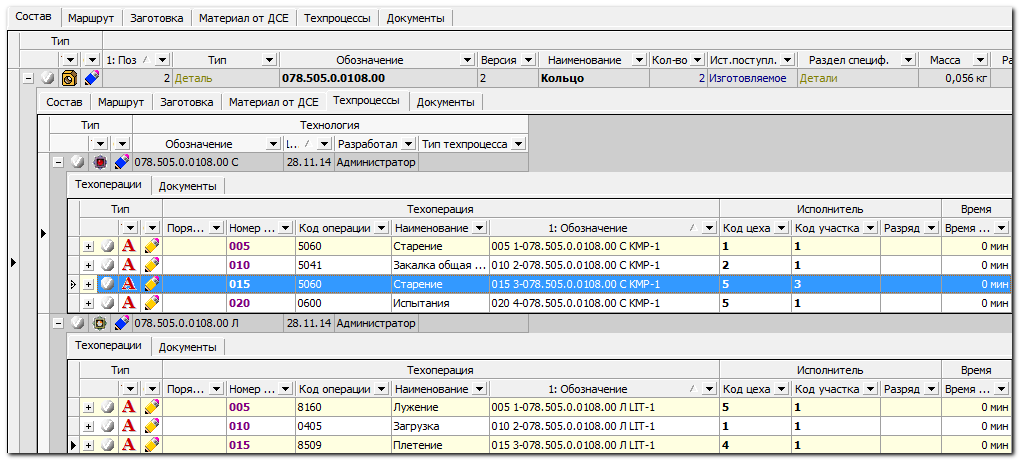 Состав Маршрут Заготовка Материал от ДСЕ Техпроцессы Документы
Тип
1: Поз Тип Обозначение Версия Наименование Кол-во Ист.поступл. Раздел специф. Масса Ра
2 Деталь 078.505.0.0108.00 2 Кольцо 2 Изготовляемое Детали 0,056 кг
Состав Маршрут Заготовка Материал от ДСЕ Техпроцессы Документы
Тип Технология
Обозначение Разработал Тип техпроцесса
078.505.0.0108.00 С 28.11.14 Администратор
Техоперации Документы
Тип Техоперация Исполнитель Время
Поря... Номер ... Код операции Наименование 1: Обозначение Код цеха Код участка Разряд Время ...
005 5060 Старение 005 1-078.505.0.0108.00 С КМР-1 1 1 0 мин
010 5041 Закалка общая ... 010 2-078.505.0.0108.00 С КМР-1 2 1 0 мин
015 5060 Старение 015 3-078.505.0.0108.00 С КМР-1 5 3 0 мин
020 0600 Испытания 020 4-078.505.0.0108.00 С КМР-1 5 1 0 мин
078.505.0.0108.00 Л 28.11.14 Администратор
Техоперации Документы
Тип Техоперация Исполнитель Время
Поря... Номер ... Код операции Наименование 1: Обозначение Код цеха Код участка Разряд Время ...
005 8160 Лужение 005 1-078.505.0.0108.00 Л LIT-1 5 1 0 мин
010 0405 Загрузка 010 2-078.505.0.0108.00 Л LIT-1 1 1 0 мин
015 8509 Плетение 015 3-078.505.0.0108.00 Л LIT-1 4 1 0 мин